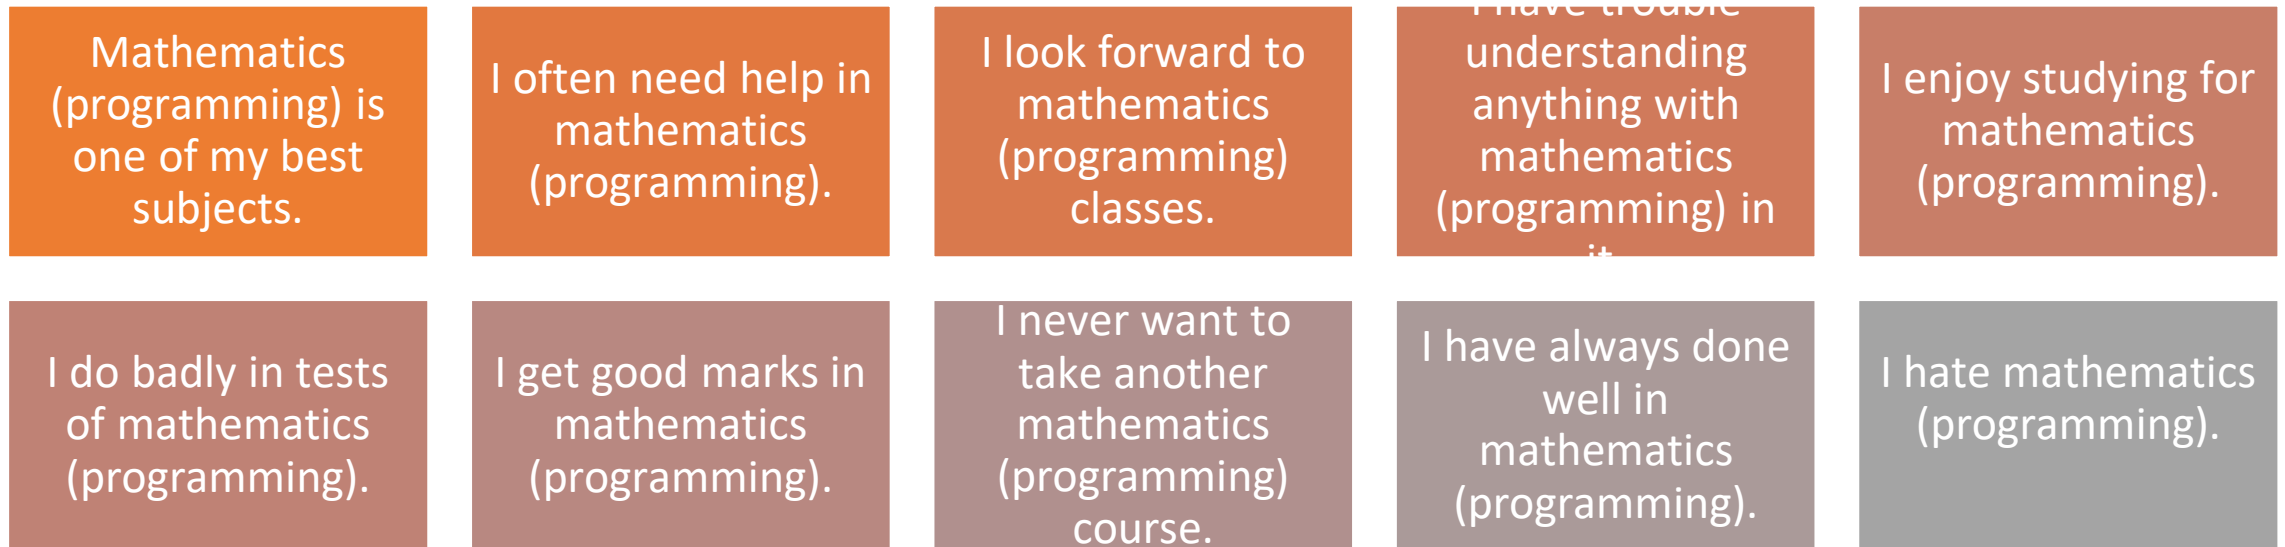 Mathematics
(programming) is
one of my best
subjects.
I often need help in
mathematics
(programming).
I look forward to
mathematics
(programming)
classes.
I have trouble
understanding
anything with
mathematics
(programming) in
it
I enjoy studying for
mathematics
(programming).
I do badly in tests
of mathematics
(programming).
I get good marks in
mathematics
(programming).
I never want to
take another
mathematics
(programming)
course.
I have always done
well in
mathematics
(programming).
I hate mathematics
(programming).